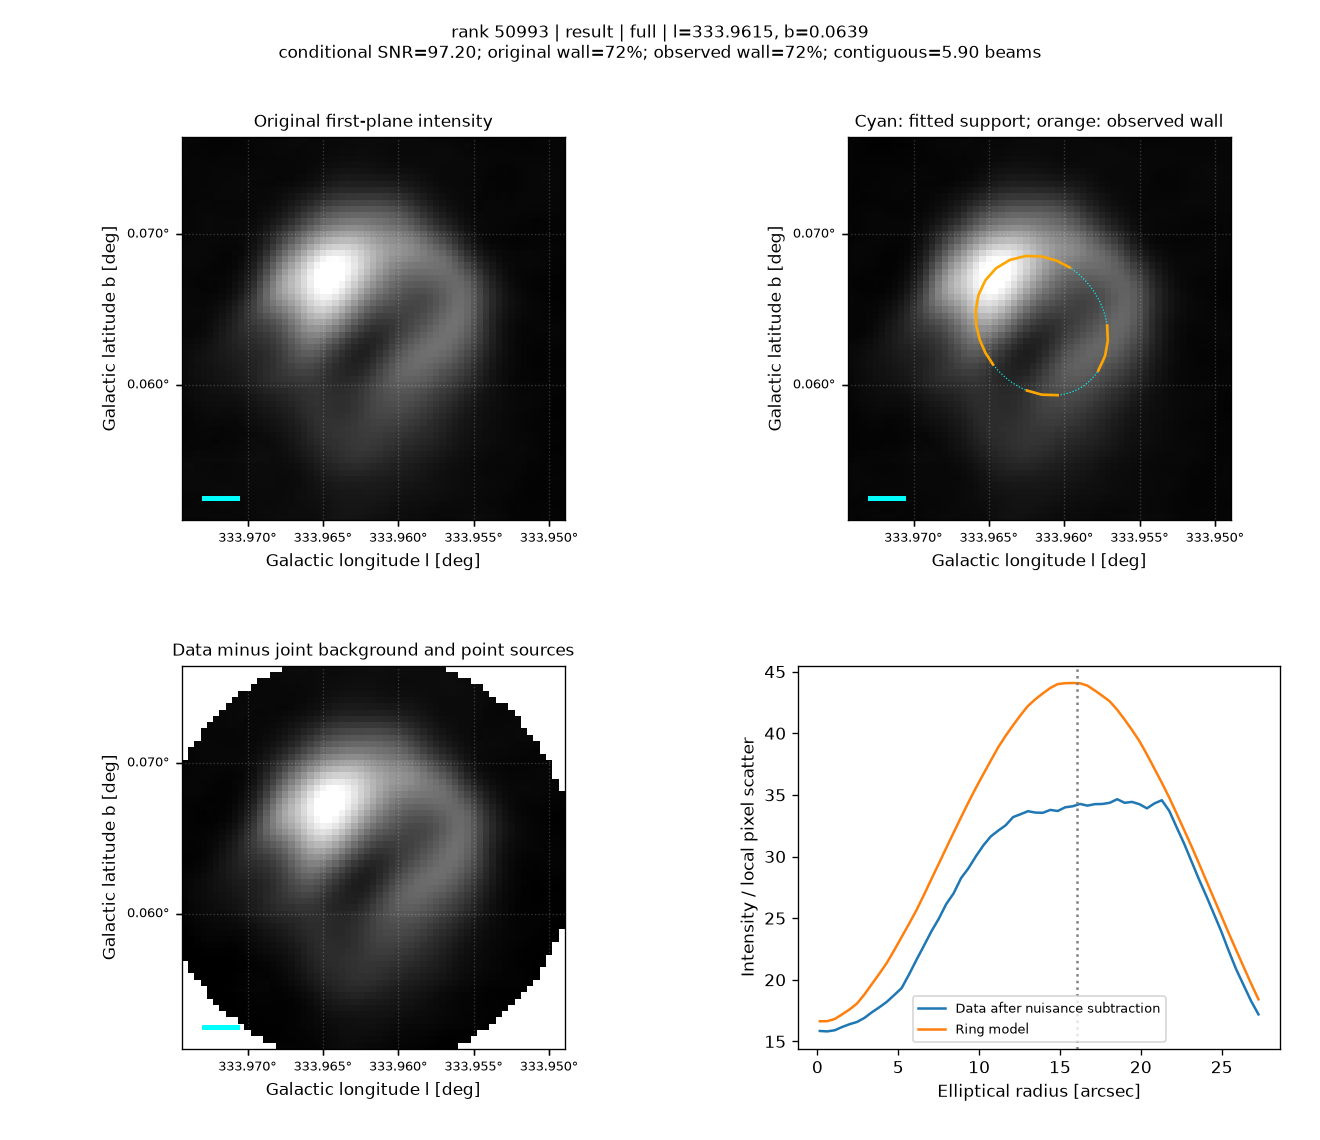 rank 50993 | result | full | l=333.9615, b=0.0639
conditional SNR=97.20; original wall=72%; observed wall=72%; contiguous=5.90 beams
Original first-plane intensity
Galactic latitude b [deg]
0.070°
0.060°
333.970° 333.965° 333.960° 333.955° 333.950°
Galactic longitude l [deg]
Cyan: fitted support; orange: observed wall
Galactic latitude b [deg]
0.070°
0.060°
333.970° 333.965° 333.960° 333.955° 333.950°
Galactic longitude l [deg]
Data minus joint background and point sources
Galactic latitude b [deg]
0.070°
0.060°
333.970° 333.965° 333.960° 333.955° 333.950°
Galactic longitude l [deg]
Intensity / local pixel scatter
45
40
35
30
25
20
15
Data after nuisance subtraction
Ring model
0 5 10 15 20 25
Elliptical radius [arcsec]